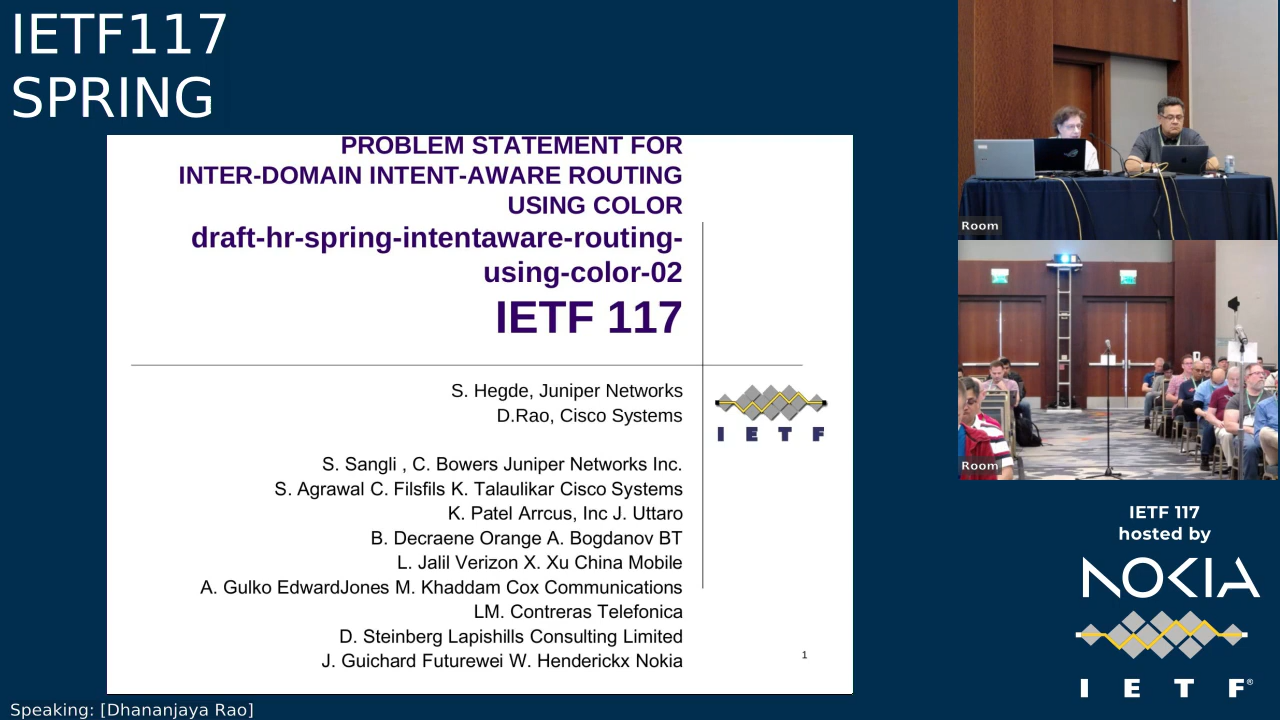 IETF117
SPRING
PROBLEM STATEMENT FOR
INTER-DOMAIN INTENT-AWARE ROUTING
USING COLOR
draft-hr-spring-intentaware-routing-
using-color-02
IETF 117
S. Hegde, Juniper Networks
D.Rao, Cisco Systems
I E T F
S. Sangli , C. Bowers Juniper Networks Inc.
S. Agrawal C. Filsfils K. Talaulikar Cisco Systems
K. Patel Arrcus, Inc J. Uttaro
B. Decraene Orange A. Bogdanov BT
L. Jalil Verizon X. Xu China Mobile
A. Gulko EdwardJones M. Khaddam Cox Communications
LM. Contreras Telefonica
D. Steinberg Lapishills Consulting Limited
J. Guichard Futurewei W. Henderickx Nokia
1
Room
Room
IETF 117
hosted by
NOKIA
I E T F®
Speaking: [Dhananjaya Rao]